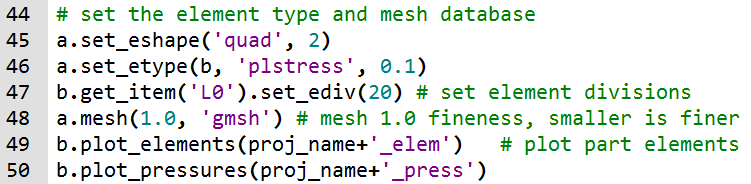 44 # set the element type and mesh database
45 a.set_eshape('quad', 2)
46 a.set_etype(b, 'plstress', 0.1)
47 b.get_item('L0').set_ediv(20) # set element divisions
48 a.mesh(1.0, 'gmsh') # mesh 1.0 fineness, smaller is finer
49 b.plot_elements(proj_name+'_elem')   # plot part elements
50 b.plot_pressures(proj_name+'_press')